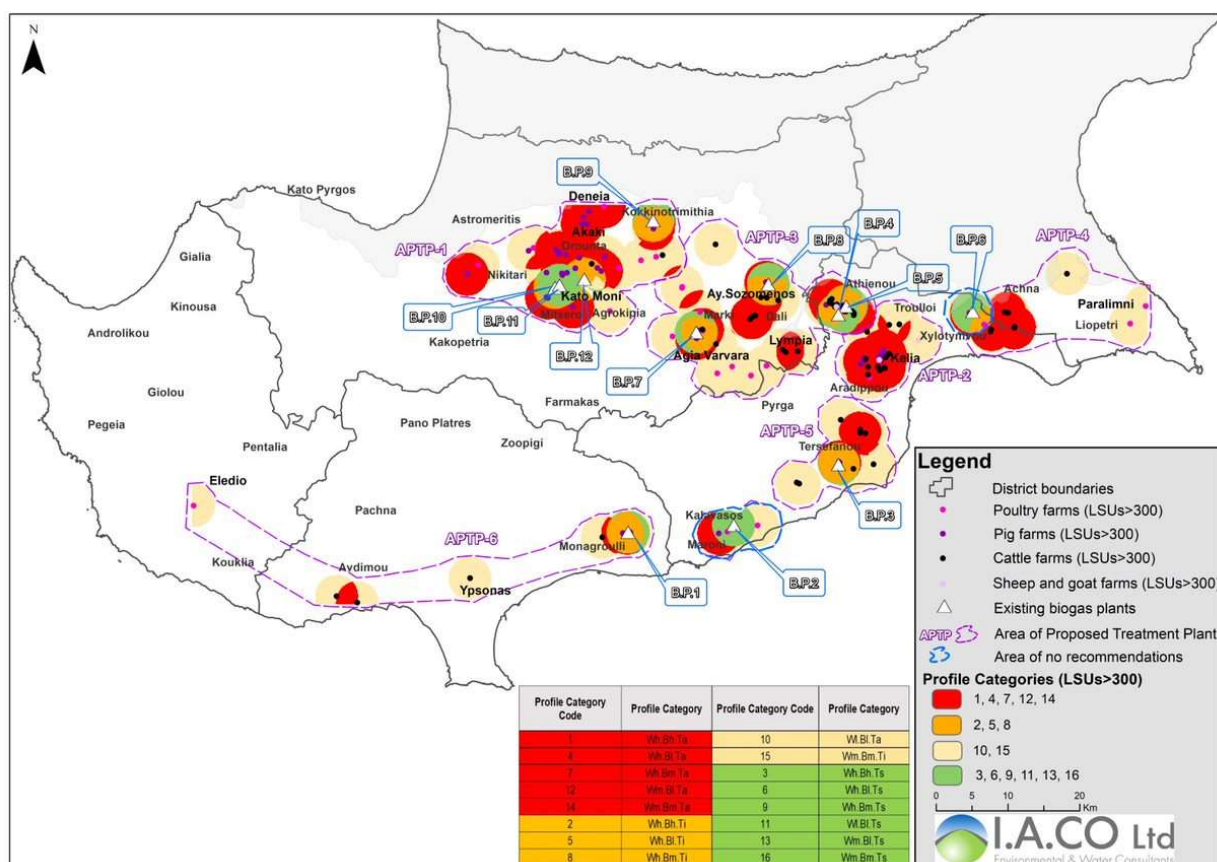 N
Kato Pyrgos
B.P.9
Deneia
Kokkinotrimithia
Astromeritis
Akaki
APTP-1
Orounta
APTP-3
B.P.8
B.P.4
B.P.6
APTP-4
Gialia
Nikitari
B.P.5
Athienou
Achna
Kinousa
Kato Moni
Ay.Sozomenos
Paralimni
Androlikou
B.P.10
B.P.11
Mitsero
Agrokipia
Marki
Dali
Troulloi
Liopetri
Kakopetria
B.P.12
Lympia
Xylotymvou
Kelia
B.P.7
Agia Varvara
APTP-2
Giolou
Aradippou
Farmakas
Pyrga
Pegeia
Pano Platres
Zoopigi
APTP-5
Pentalia
Tersefanou
Eledio
Pachna
Kalavasos
B.P.3
APTP-6
Monagroulli
Maroni
Kouklia
Avdimou
Ypsonas
B.P.1
B.P.2
Legend
District boundaries
Poultry farms (LSUs>300)
Pig farms (LSUs>300)
Cattle farms (LSUs>300)
Sheep and goat farms (LSUs>300)
Existing biogas plants
APTP Area of Proposed Treatment Plant
Area of no recommendations
Profile Categories (LSUs>300)
1, 4, 7, 12, 14
2, 5, 8
10, 15
3, 6, 9, 11, 13, 16
0 5 10 20
Km
I.A.CO Ltd
Environmental & Water Consultants
Profile Category Code Profile Category Profile Category Code Profile Category
1 Wh.Bh.Ta 10 Wl.Bl.Ta
4 Wh.Bl.Ta 15 Wm.Bm.Ti
7 Wh.Bm.Ta 3 Wh.Bh.Ts
12 Wm.Bl.Ta 6 Wh.Bl.Ts
14 Wm.Bm.Ta 9 Wh.Bm.Ts
2 Wh.Bh.Ti 11 Wl.Bl.Ts
5 Wh.Bl.Ti 13 Wm.Bl.Ts
8 Wh.Bm.Ti 16 Wm.Bm.Ts